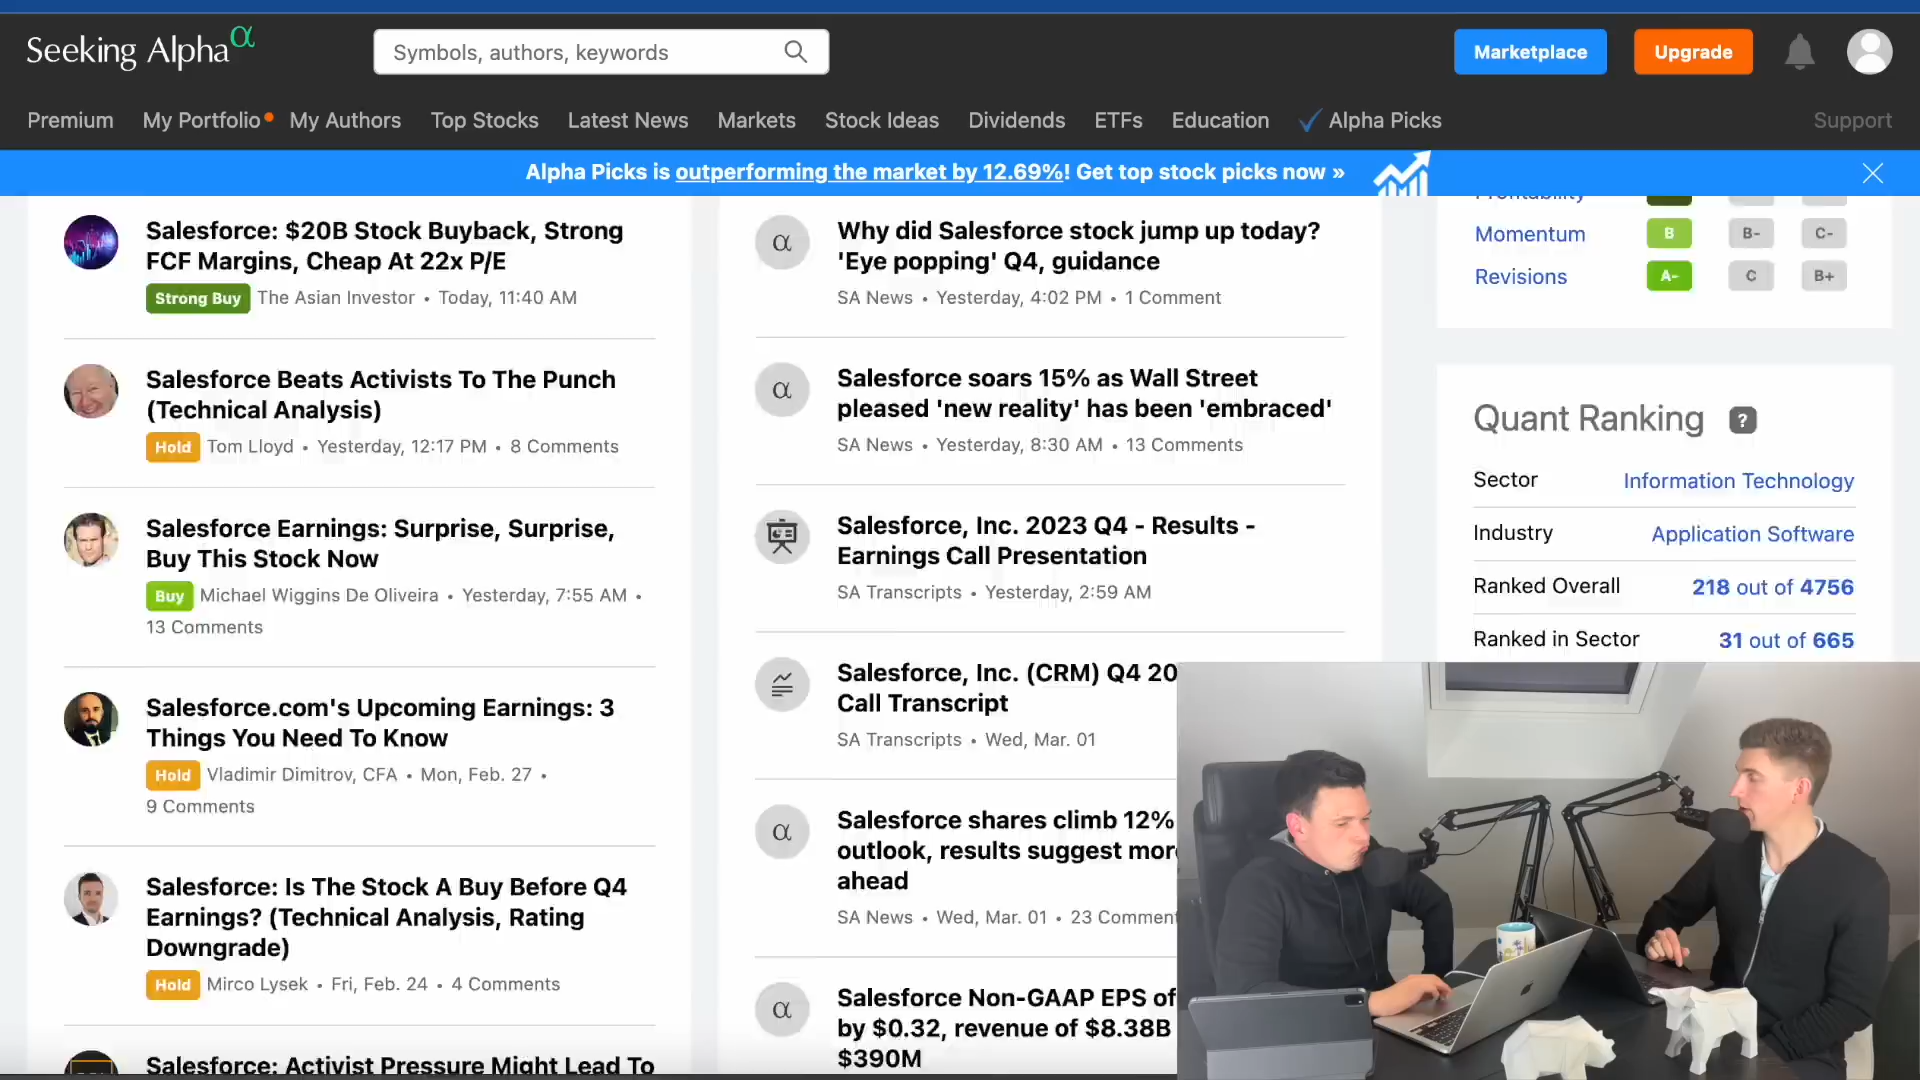 Seeking Alpha α
Symbols, authors, keywords
Marketplace
Upgrade
Premium
My Portfolio
My Authors
Top Stocks
Latest News
Markets
Stock Ideas
Dividends
ETFs
Education
Alpha Picks
Support
Alpha Picks is outperforming the market by 12.69%! Get top stock picks now »
Salesforce: $20B Stock Buyback, Strong
FCF Margins, Cheap At 22x P/E
Strong Buy The Asian Investor • Today, 11:40 AM
Salesforce Beats Activists To The Punch
(Technical Analysis)
Hold Tom Lloyd • Yesterday, 12:17 PM • 8 Comments
Salesforce Earnings: Surprise, Surprise,
Buy This Stock Now
Buy Michael Wiggins De Oliveira • Yesterday, 7:55 AM •
13 Comments
Salesforce.com's Upcoming Earnings: 3
Things You Need To Know
Hold Vladimir Dimitrov, CFA • Mon, Feb. 27 •
9 Comments
Salesforce: Is The Stock A Buy Before Q4
Earnings? (Technical Analysis, Rating
Downgrade)
Hold Mirco Lysek • Fri, Feb. 24 • 4 Comments
Salesforce: Activist Pressure Might Lead To
α
Why did Salesforce stock jump up today?
'Eye popping' Q4, guidance
SA News • Yesterday, 4:02 PM • 1 Comment
α
Salesforce soars 15% as Wall Street
pleased 'new reality' has been 'embraced'
SA News • Yesterday, 8:30 AM • 13 Comments
Salesforce, Inc. 2023 Q4 - Results -
Earnings Call Presentation
SA Transcripts • Yesterday, 2:59 AM
Salesforce, Inc. (CRM) Q4 20
Call Transcript
SA Transcripts • Wed, Mar. 01
α
Salesforce shares climb 12%
outlook, results suggest mor
ahead
SA News • Wed, Mar. 01 • 23 Commen
α
Salesforce Non-GAAP EPS of
by $0.32, revenue of $8.38B
$390M
Profitability
Momentum B B- C-
Revisions A- C B+
Quant Ranking ?
Sector Information Technology
Industry Application Software
Ranked Overall 218 out of 4756
Ranked in Sector 31 out of 665